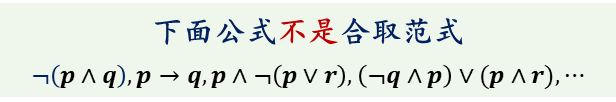 下面公式不是合取范式
¬(p ∧ q), p → q, p ∧ ¬(p ∨ r), (¬q ∧ p) ∨ (p ∧ r), ⋯